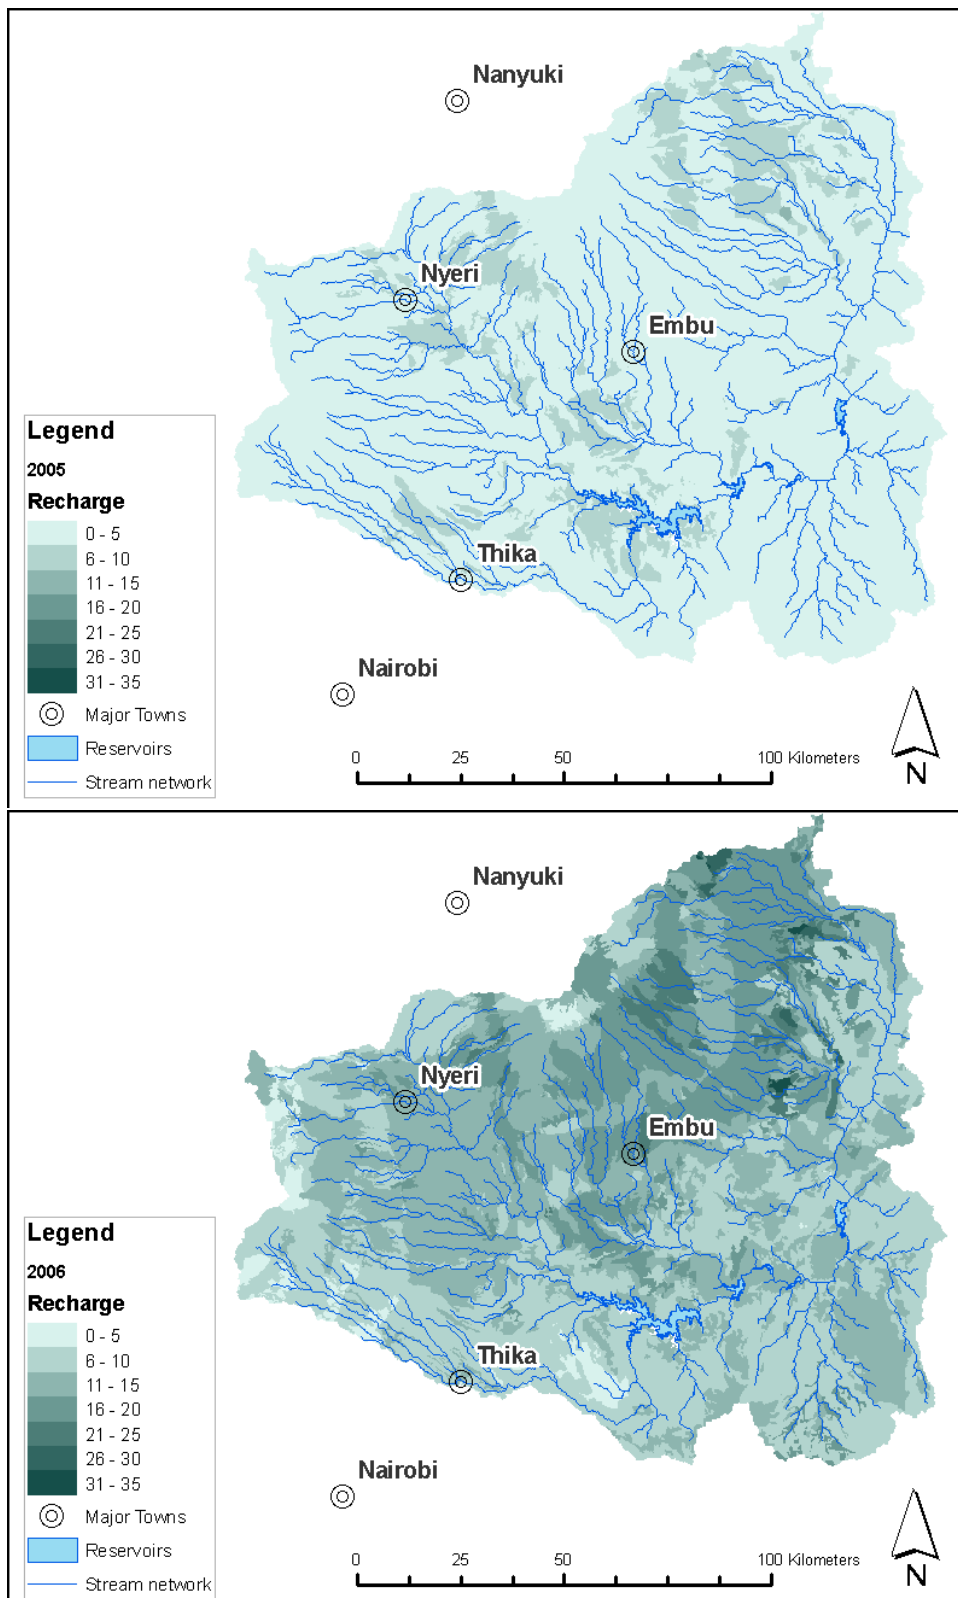 Nanyuki
Nyeri
Embu
Legend
2005
Recharge
0 - 5
6 - 10
11 - 15
16 - 20
21 - 25
26 - 30
31 - 35
Major Towns
Reservoirs
Stream network
Thika
Nairobi
0 25 50 100 Kilometers
N
Nanyuki
Nyeri
Embu
Legend
2006
Recharge
0 - 5
6 - 10
11 - 15
16 - 20
21 - 25
26 - 30
31 - 35
Major Towns
Reservoirs
Stream network
Thika
Nairobi
0 25 50 100 Kilometers
N